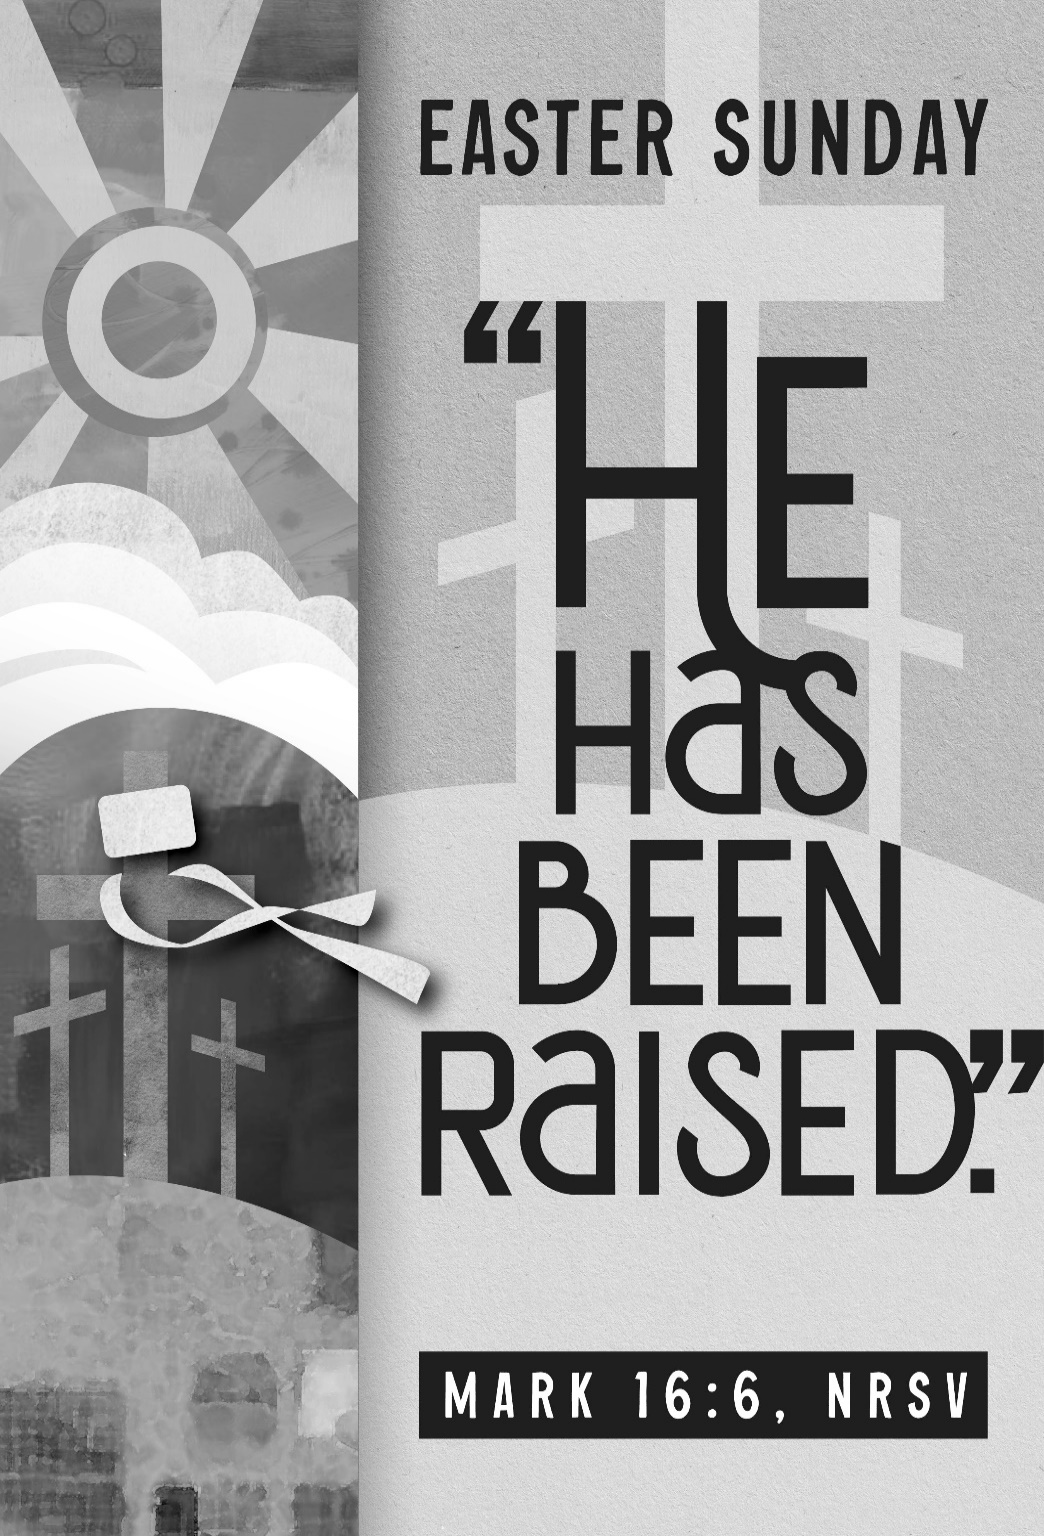 EASTER SUNDAY
“HE
Has
BEEN
RaISED.”
MARK 16:6, NRSV